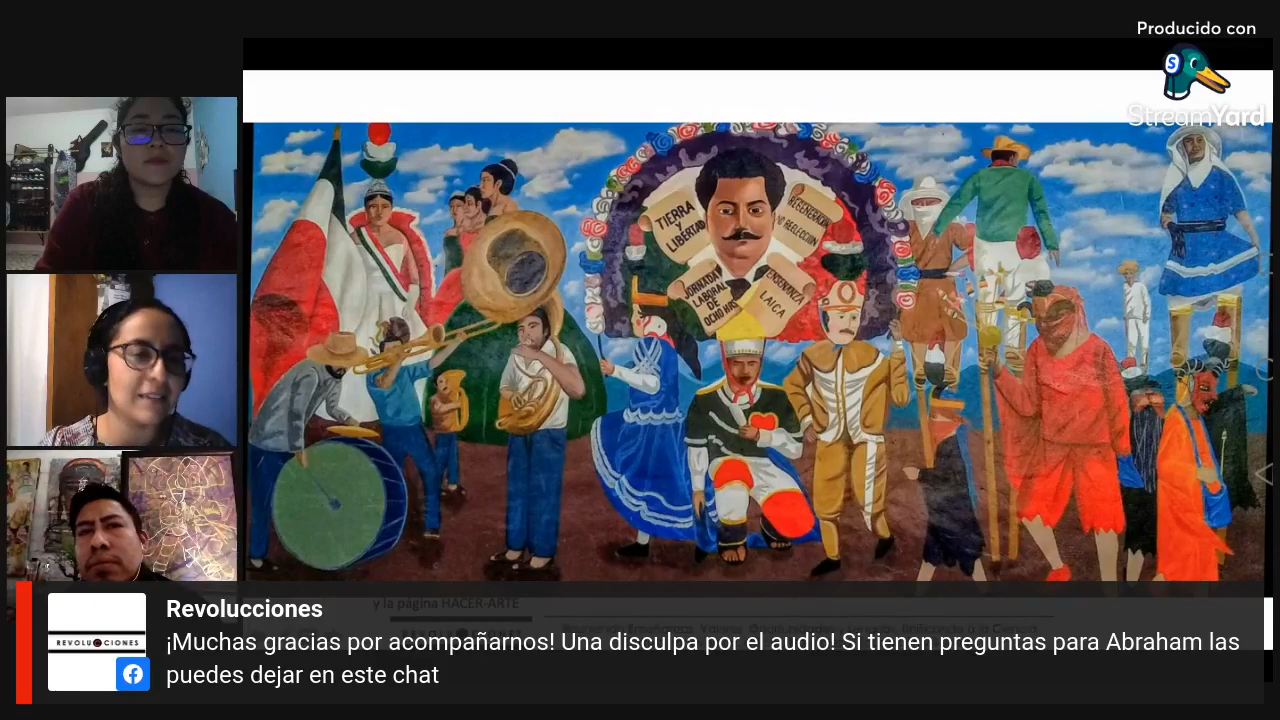 Producido con
StreamYard
TIERRA
Y
LIBERTAD
REGENERACIÓN
NO REELECCION
JORNADA
LABORAL
DE
OCHO HRS
ENSEÑANZA
LAICA
y la página HACER-ARTE
Revolucciones
REVOLUCCIONES
¡Muchas gracias por acompañarnos! Una disculpa por el audio! Si tienen preguntas para Abraham las
puedes dejar en este chat